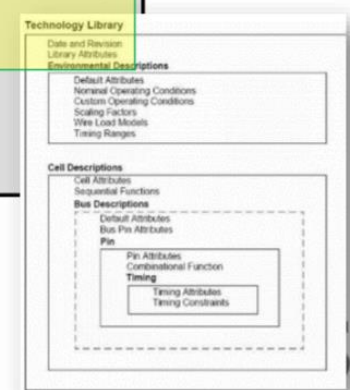 Technology Library
Date and Revision
Library Attributes
Environmental Descriptions
Default Attributes
Nominal Operating Conditions
Custom Operating Conditions
Scaling Factors
Wire Load Models
Timing Ranges
Cell Descriptions
Cell Attributes
Sequential Functions
Bus Descriptions
Default Attributes
Bus Pin Attributes
Pin
Pin Attributes
Combinational Function
Timing
Timing Attributes
Timing Constraints